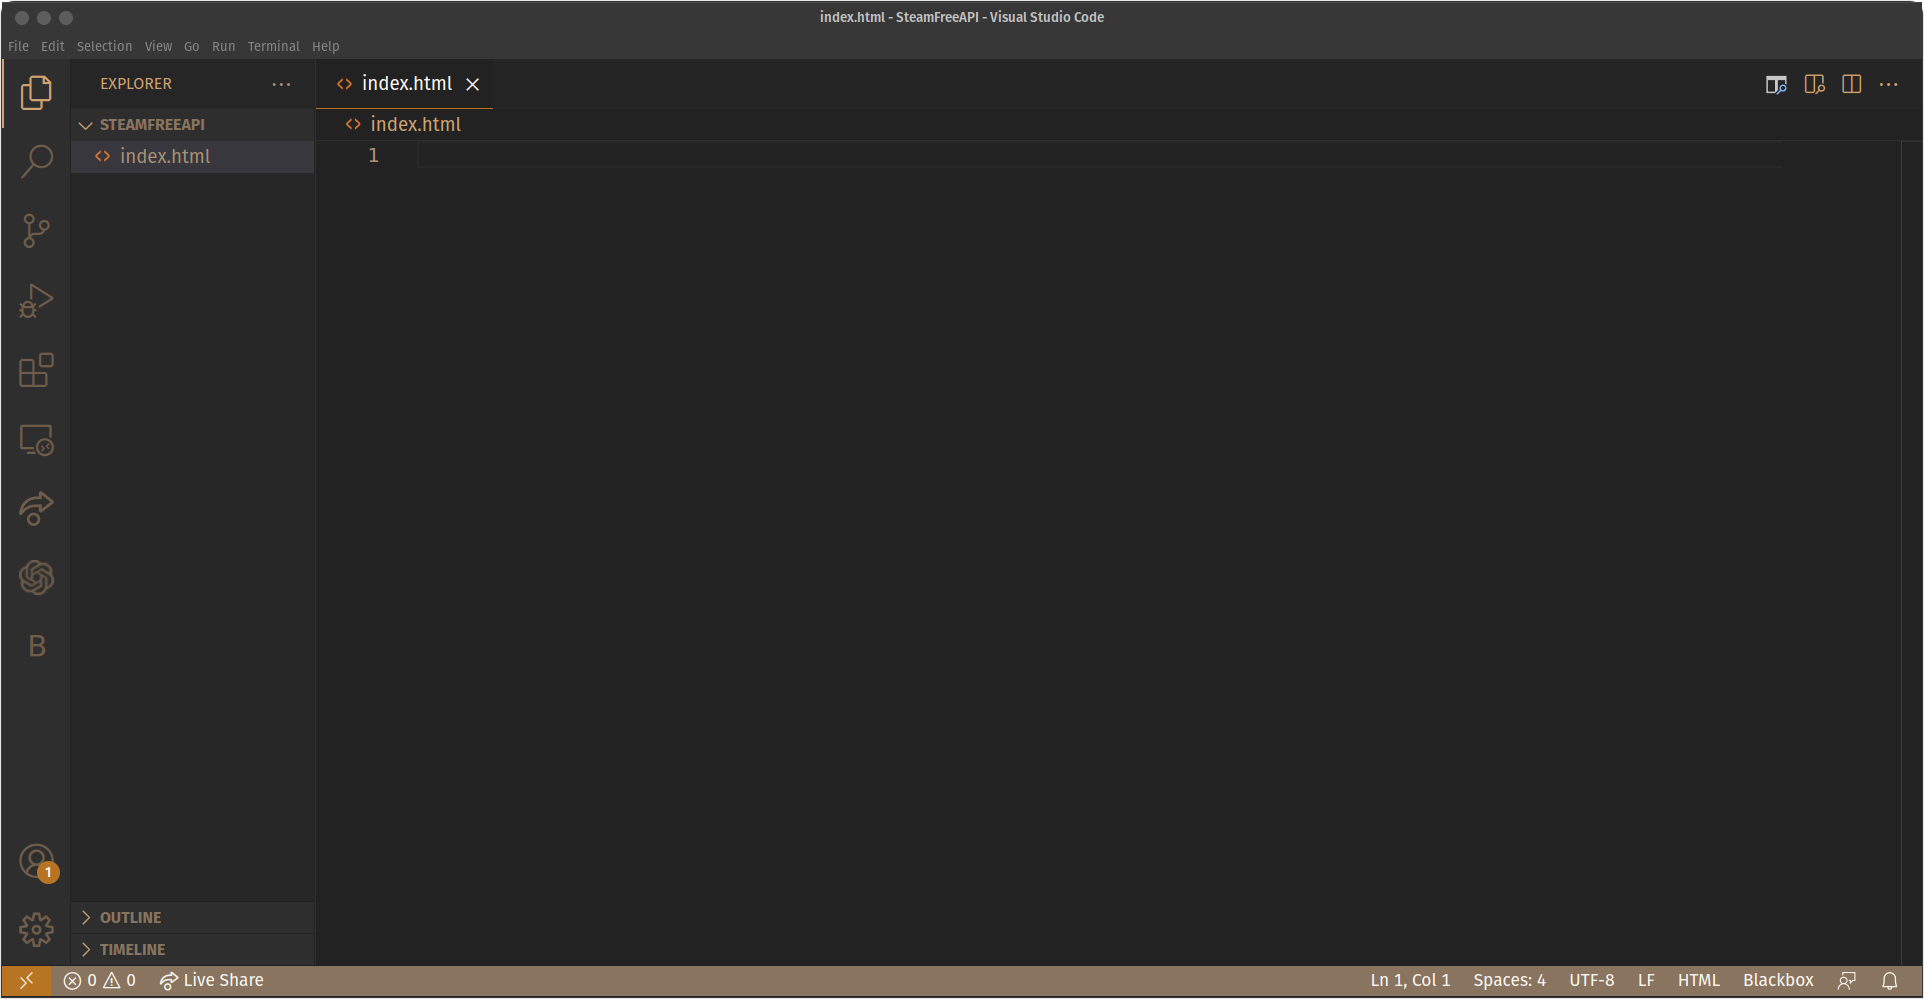 index.html - SteamFreeAPI - Visual Studio Code
File Edit Selection View Go Run Terminal Help
EXPLORER
index.html
STEAMFREEAPI
index.html
index.html
1
B
1
OUTLINE
TIMELINE
0 0 Live Share
Ln 1, Col 1 Spaces: 4 UTF-8 LF HTML Blackbox